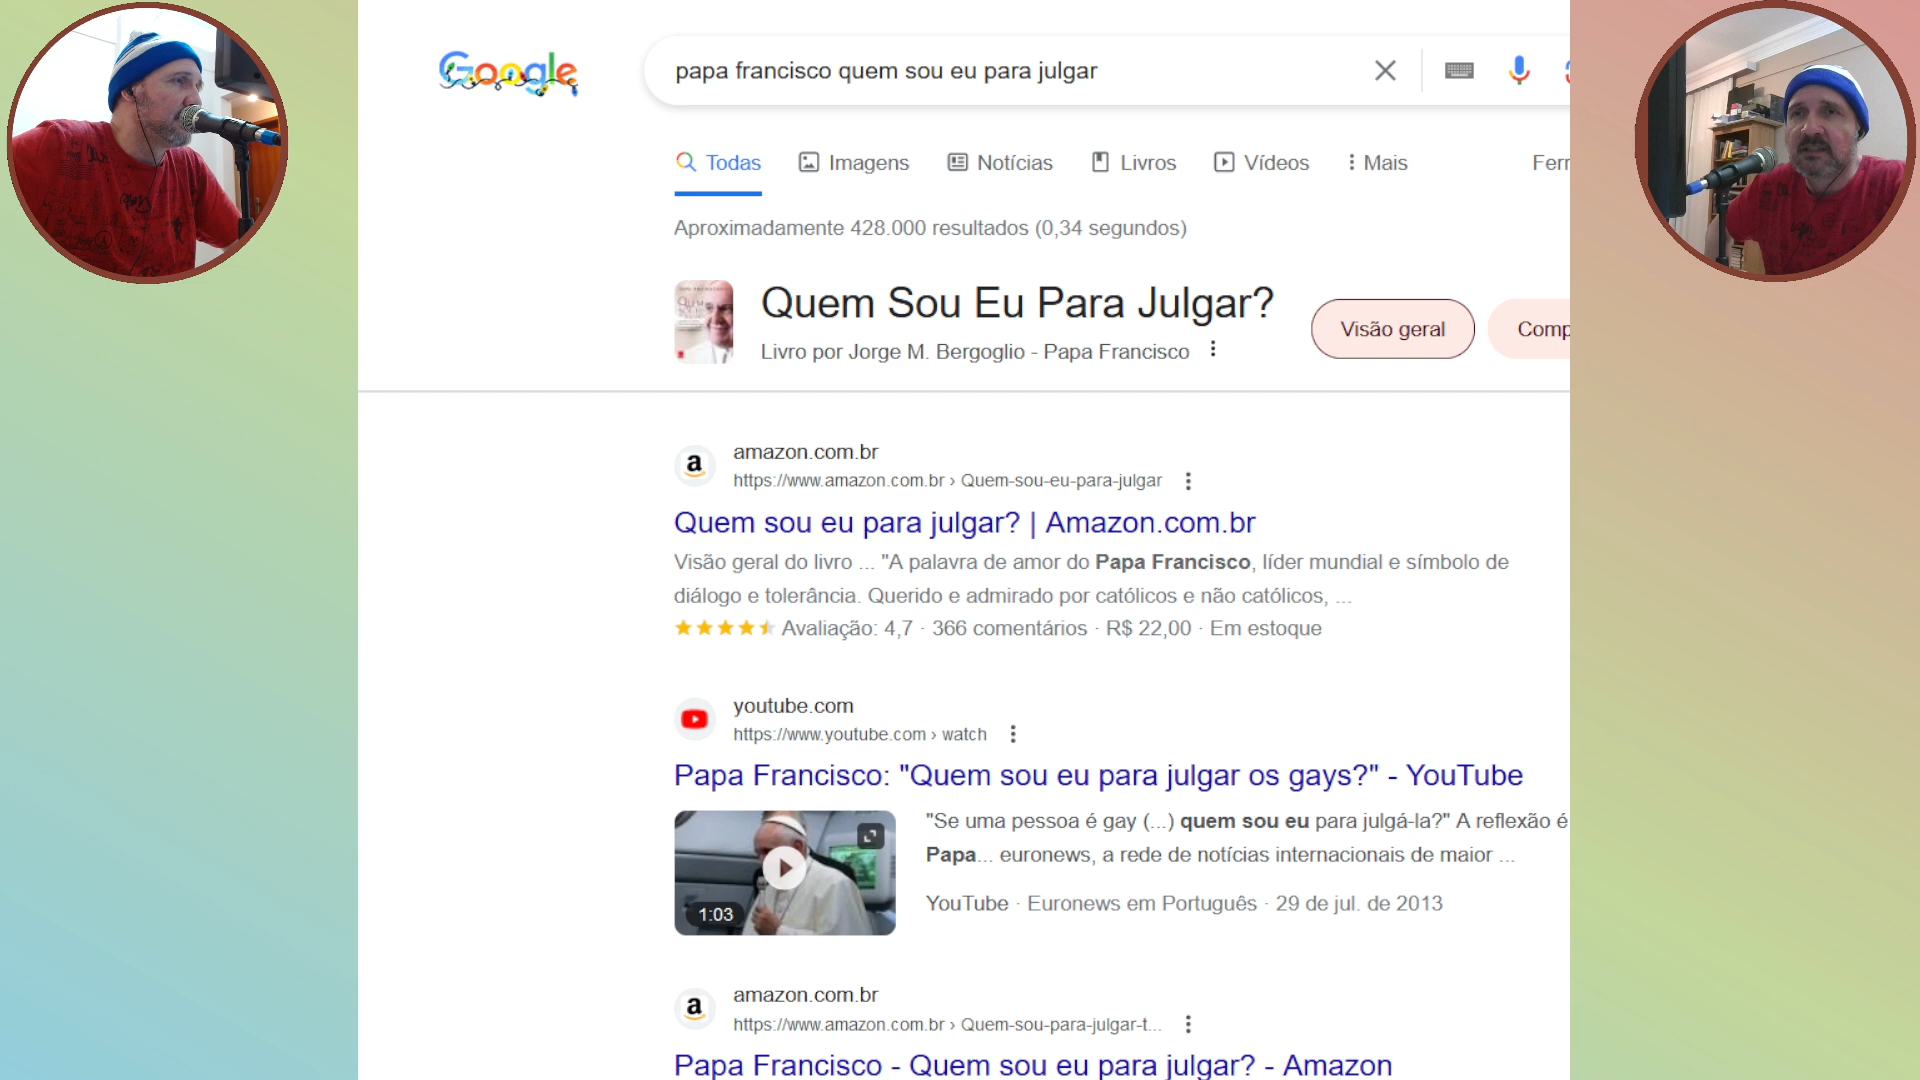 Google
papa francisco quem sou eu para julgar
Todas
Imagens
Notícias
Livros
Vídeos
Mais
Ferr
Aproximadamente 428.000 resultados (0,34 segundos)
Quem Sou Eu Para Julgar?
Livro por Jorge M. Bergoglio - Papa Francisco
Visão geral
Comp
a
amazon.com.br
https://www.amazon.com.br › Quem-sou-eu-para-julgar
Quem sou eu para julgar? | Amazon.com.br
Visão geral do livro ... "A palavra de amor do Papa Francisco, líder mundial e símbolo de
diálogo e tolerância. Querido e admirado por católicos e não católicos, ...
Avaliação: 4,7 · 366 comentários · R$ 22,00 · Em estoque
youtube.com
https://www.youtube.com › watch
Papa Francisco: "Quem sou eu para julgar os gays?" - YouTube
1:03
"Se uma pessoa é gay (...) quem sou eu para julgá-la?" A reflexão é
Papa... euronews, a rede de notícias internacionais de maior ...
YouTube · Euronews em Português · 29 de jul. de 2013
a
amazon.com.br
https://www.amazon.com.br › Quem-sou-para-julgar-t...
Papa Francisco - Quem sou eu para julgar? - Amazon